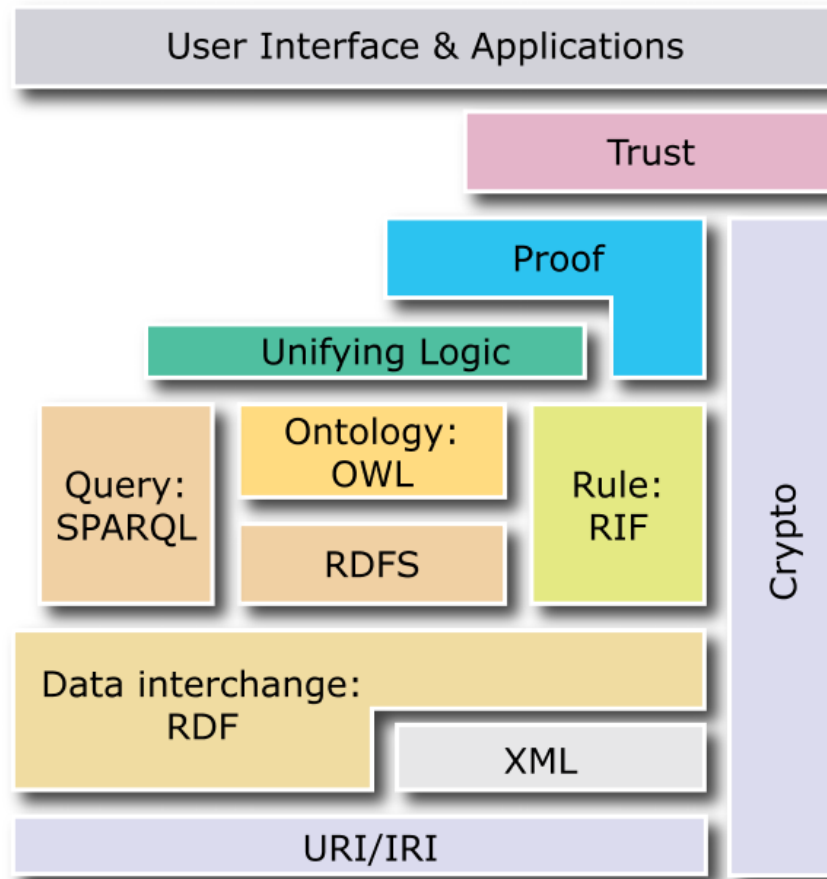 User Interface & Applications
Trust
Proof
Unifying Logic
Query:
SPARQL
Ontology:
OWL
RDFS
Rule:
RIF
Crypto
Data interchange:
RDF
XML
URI/IRI